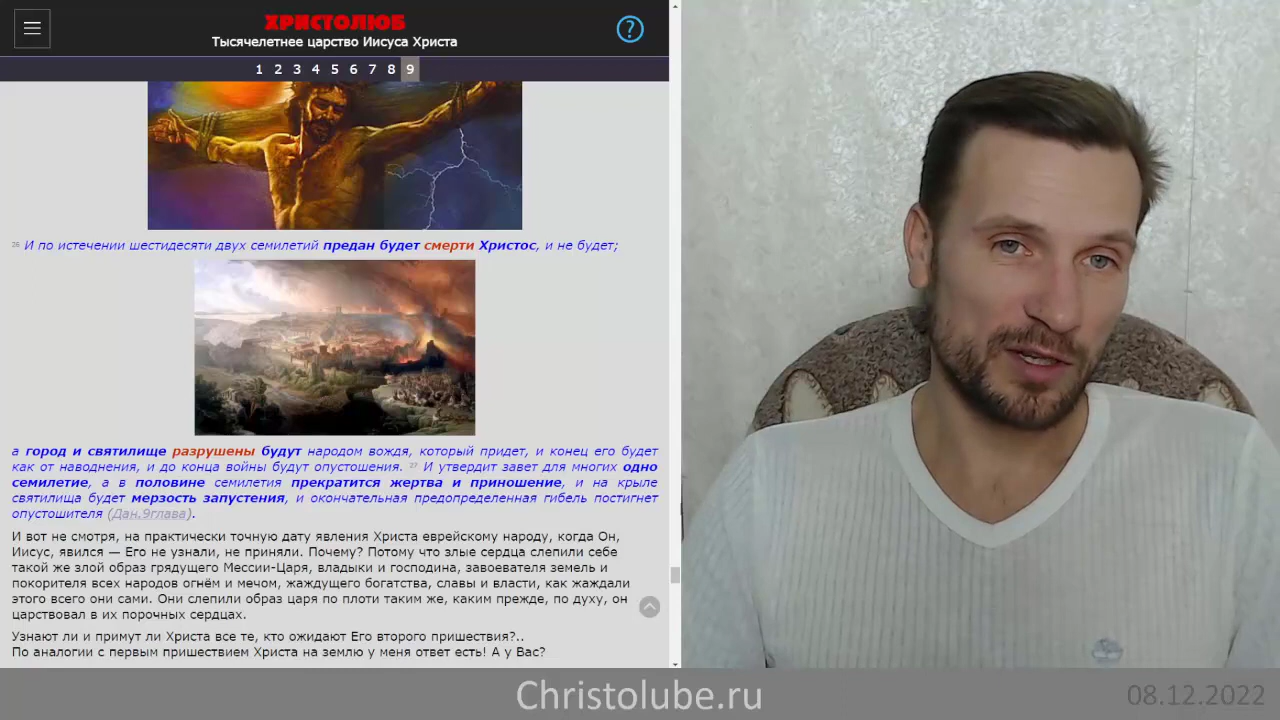 ХРИСТОЛЮБ
Тысячелетнее царство Иисуса Христа
?
1 2 3 4 5 6 7 8 9
26 И по истечении шестидесяти двух семилетий предан будет смерти Христос, и не будет;
а город и святилище разрушены будут народом вождя, который придет, и конец его будет
как от наводнения, и до конца войны будут опустошения. 27 И утвердит завет для многих одно
семилетие, а в половине семилетия прекратится жертва и приношение, и на крыле
святилища будет мерзость запустения, и окончательная предопределенная гибель постигнет
опустошителя (Дан.9глава).
И вот не смотря, на практически точную дату явления Христа еврейскому народу, когда Он,
Иисус, явился — Его не узнали, не приняли. Почему? Потому что злые сердца слепили себе
такой же злой образ грядущего Мессии-Царя, владыки и господина, завоевателя земель и
покорителя всех народов огнём и мечом, жаждущего богатства, славы и власти, как жаждали
этого всего они сами. Они слепили образ царя по плоти таким же, каким прежде, по духу, он
царствовал в их порочных сердцах.
Узнают ли и примут ли Христа все те, кто ожидают Его второго пришествия?..
По аналогии с первым пришествием Христа на землю у меня ответ есть! А у Вас?
Christolube.ru
08.12.2022